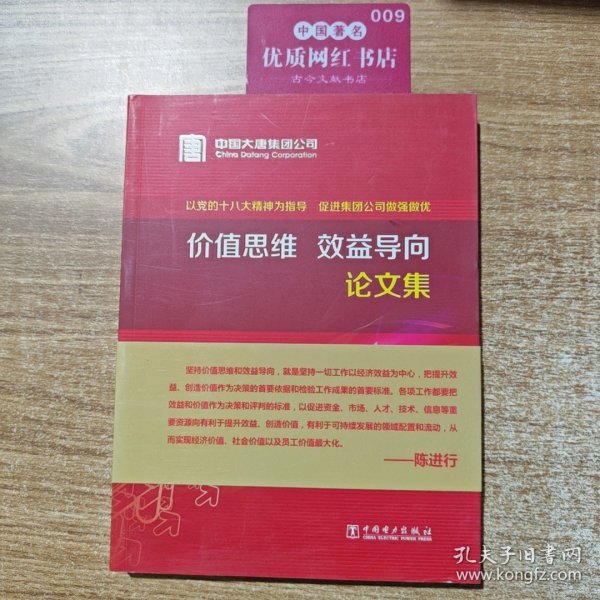 009
中国著名
优质网红书店
古今文献书店
中国大唐集团公司
China Datang Corporation
以党的十八大精神为指导 促进集团公司做强做优
价值思维 效益导向
论文集
坚持价值思维和效益导向，就是坚持一切工作以经济效益为中心，把提升效
益、创造价值作为决策的首要依据和检验工作成果的首要标准。各项工作都要把
效益和价值作为决策和评判的标准，以促进资金、市场、人才、技术、信息等重
要资源向有利于提升效益、创造价值，有利于可持续发展的领域配置和流动，从
而实现经济价值、社会价值以及员工价值最大化。
——陈进行
中国电力出版社
CHINA ELECTRIC POWER PRESS
孔夫子旧书网
www.kongfz.com